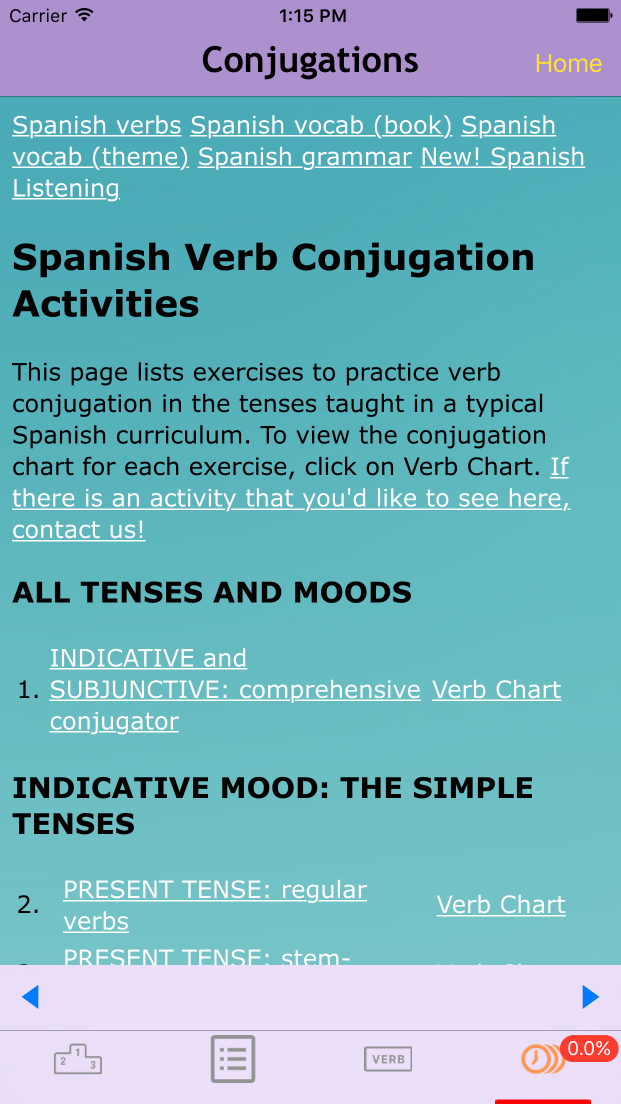 Carrier 1:15 PM
Conjugations Home
Spanish verbs Spanish vocab (book) Spanish
vocab (theme) Spanish grammar New! Spanish
Listening
Spanish Verb Conjugation
Activities
This page lists exercises to practice verb
conjugation in the tenses taught in a typical
Spanish curriculum. To view the conjugation
chart for each exercise, click on Verb Chart. If
there is an activity that you'd like to see here,
contact us!
ALL TENSES AND MOODS
INDICATIVE and
1. SUBJUNCTIVE: comprehensive Verb Chart
conjugator
INDICATIVE MOOD: THE SIMPLE
TENSES
PRESENT TENSE: regular
2. Verb Chart
verbs
PRESENT TENSE: stem-
2 1 3 VERB 0.0%